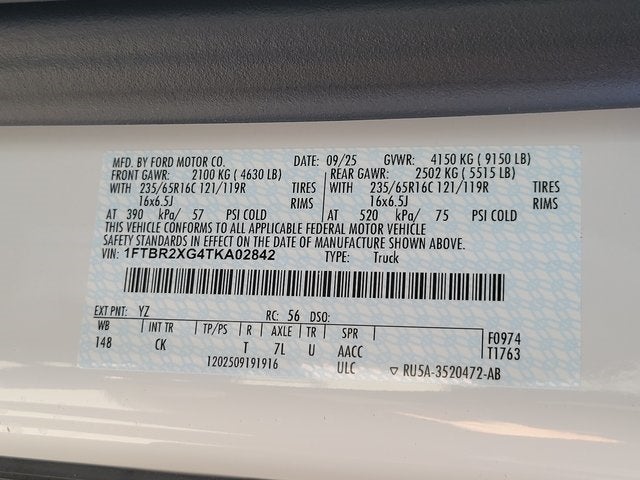 MFD. BY FORD MOTOR CO. DATE: 09/25 GVWR: 4150 KG ( 9150 LB)
FRONT GAWR: 2100 KG ( 4630 LB) REAR GAWR: 2502 KG ( 5515 LB)
WITH 235/65R16C 121/119R TIRES WITH 235/65R16C 121/119R TIRES
16x6.5J RIMS 16x6.5J RIMS
AT 390 kPa/ 57 PSI COLD AT 520 kPa/ 75 PSI COLD
THIS VEHICLE CONFORMS TO ALL APPLICABLE FEDERAL MOTOR VEHICLE
SAFETY STANDARDS IN EFFECT ON THE DATE OF MANUFACTURE SHOWN ABOVE.
VIN: 1FTBR2XG4TKA02842 TYPE: Truck
EXT PNT: YZ RC: 56 DSO:
WB INT TR TP/PS R AXLE TR SPR F0974
148 CK T 7L U AACC T1763
1202509191916 ULC ▽ RU5A-3520472-AB